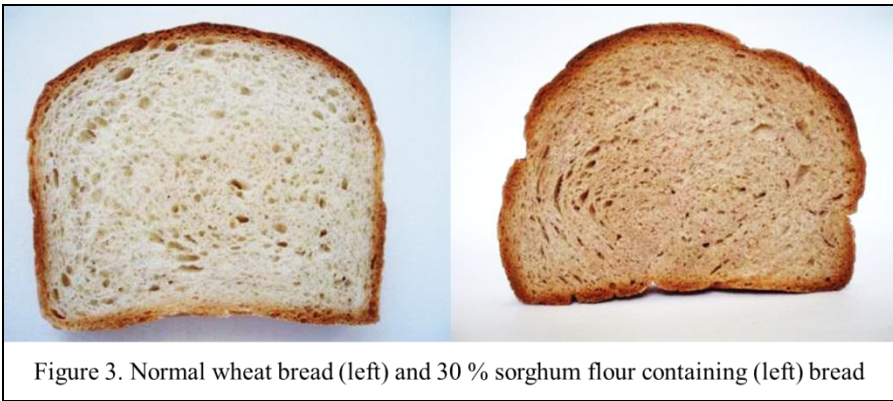 Figure 3. Normal wheat bread (left) and 30 % sorghum flour containing (left) bread